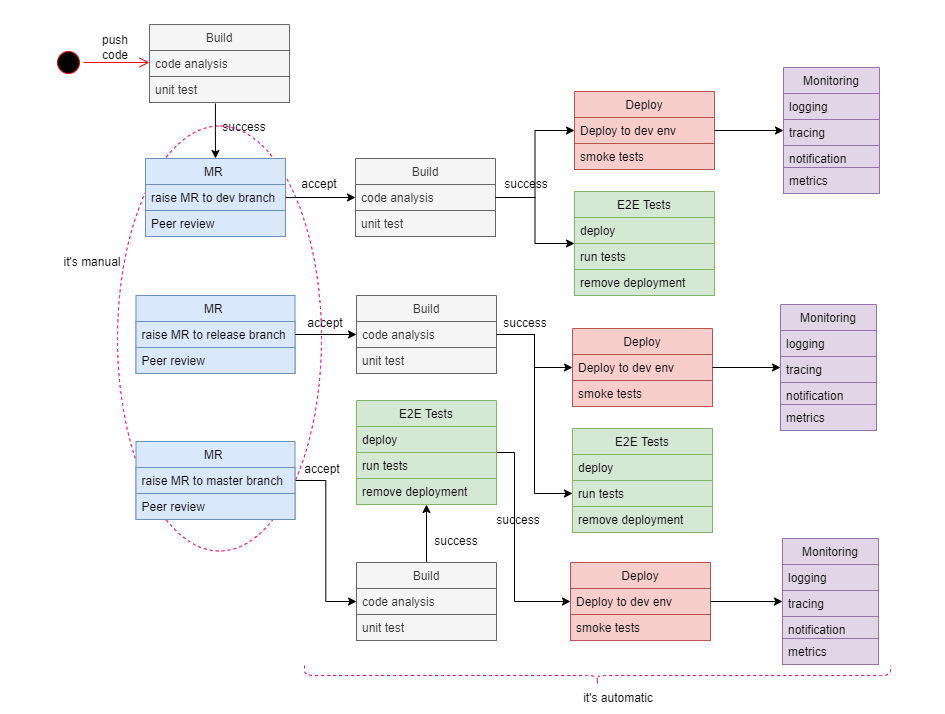 push
code
Build
code analysis
unit test
success
MR
raise MR to dev branch
Peer review
accept
Build
code analysis
unit test
success
Deploy
Deploy to dev env
smoke tests
Monitoring
logging
tracing
notification
metrics
E2E Tests
deploy
run tests
remove deployment
it's manual
MR
raise MR to release branch
Peer review
accept
Build
code analysis
unit test
success
Deploy
Deploy to dev env
smoke tests
Monitoring
logging
tracing
notification
metrics
E2E Tests
deploy
run tests
remove deployment
MR
raise MR to master branch
Peer review
accept
E2E Tests
deploy
run tests
remove deployment
success
success
Build
code analysis
unit test
Deploy
Deploy to dev env
smoke tests
Monitoring
logging
tracing
notification
metrics
it's automatic